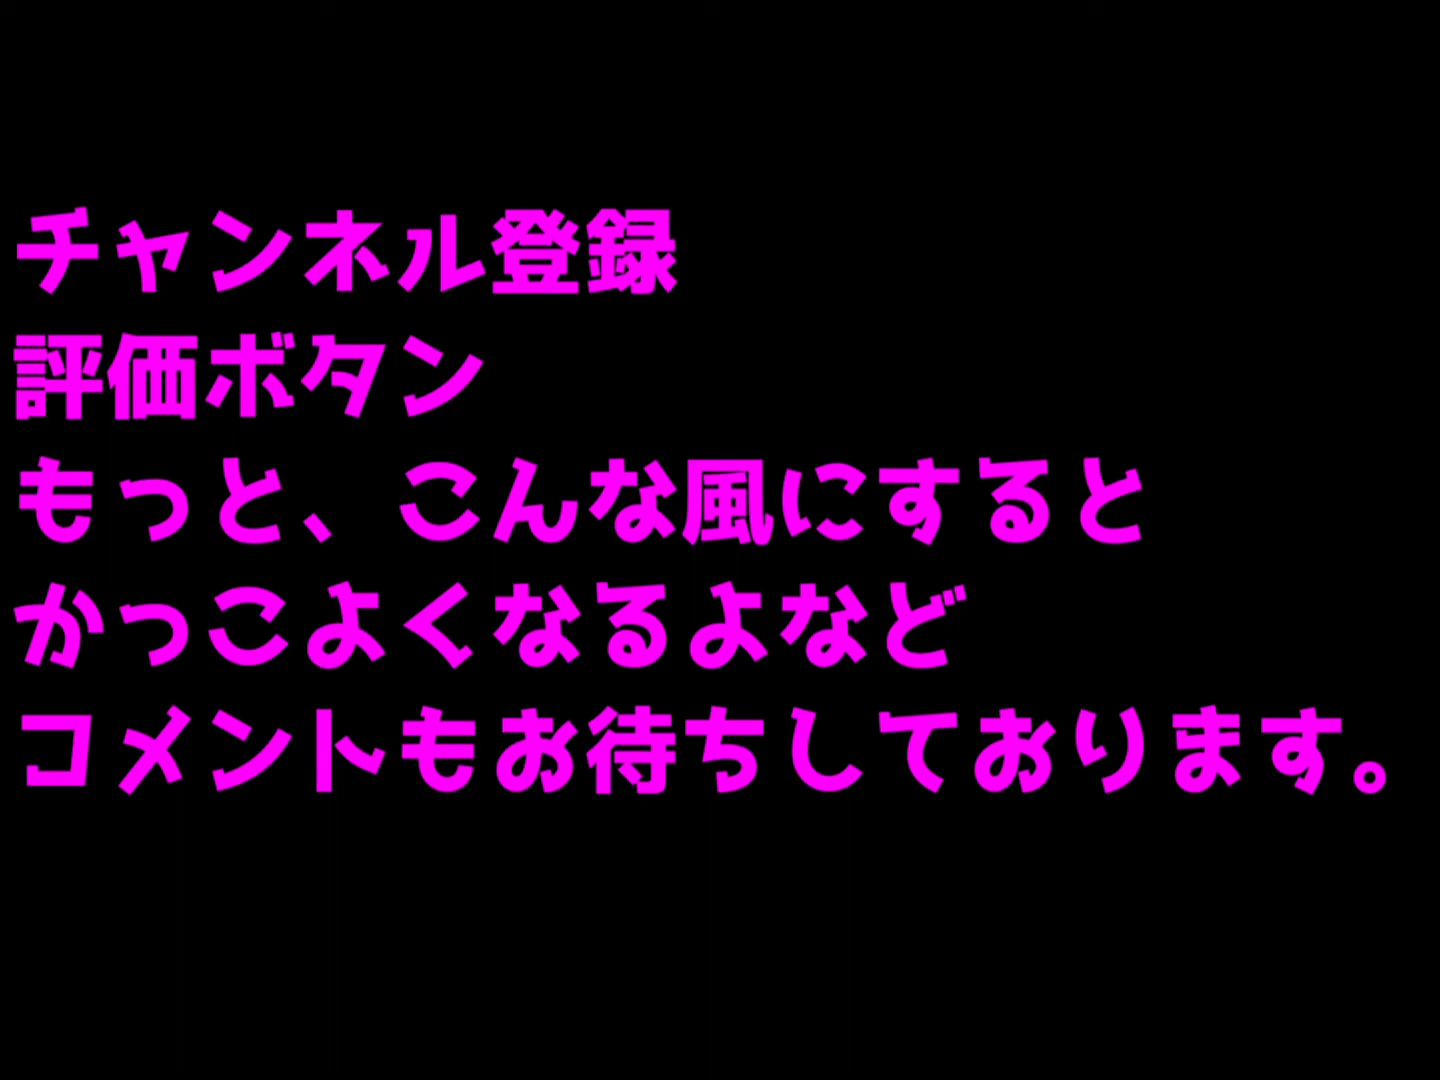 チャンネル登録
評価ボタン
もっと、こんな風にすると
かっこよくなるよなど
コメントもお待ちしております。